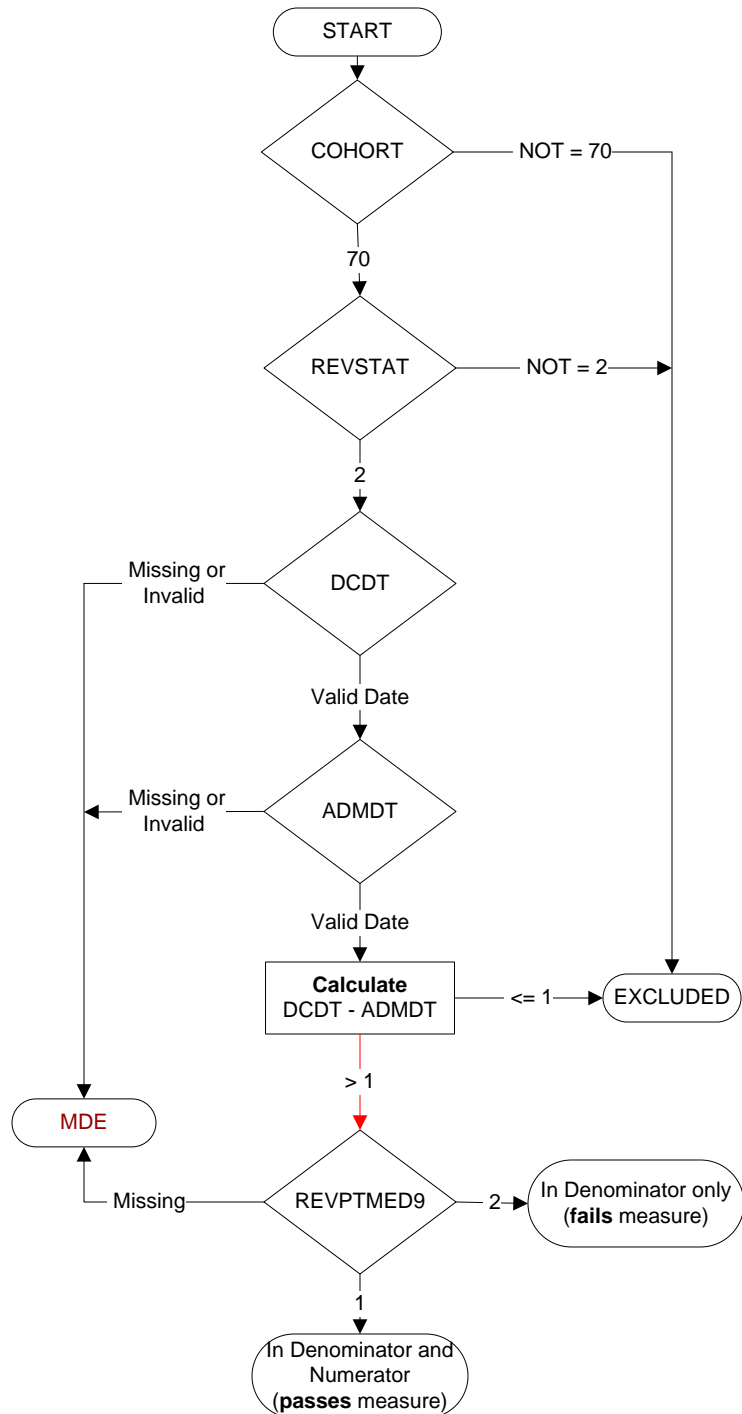 START
COHORT
NOT = 70
70
REVSTAT
NOT = 2
2
Missing or
Invalid
DCDT
Valid Date
Missing or
Invalid
ADMDT
Valid Date
Calculate
DCDT - ADMDT
<= 1
EXCLUDED
> 1
MDE
Missing
REVPTMED9
2
In Denominator only
(fails measure)
1
In Denominator and
Numerator
(passes measure)